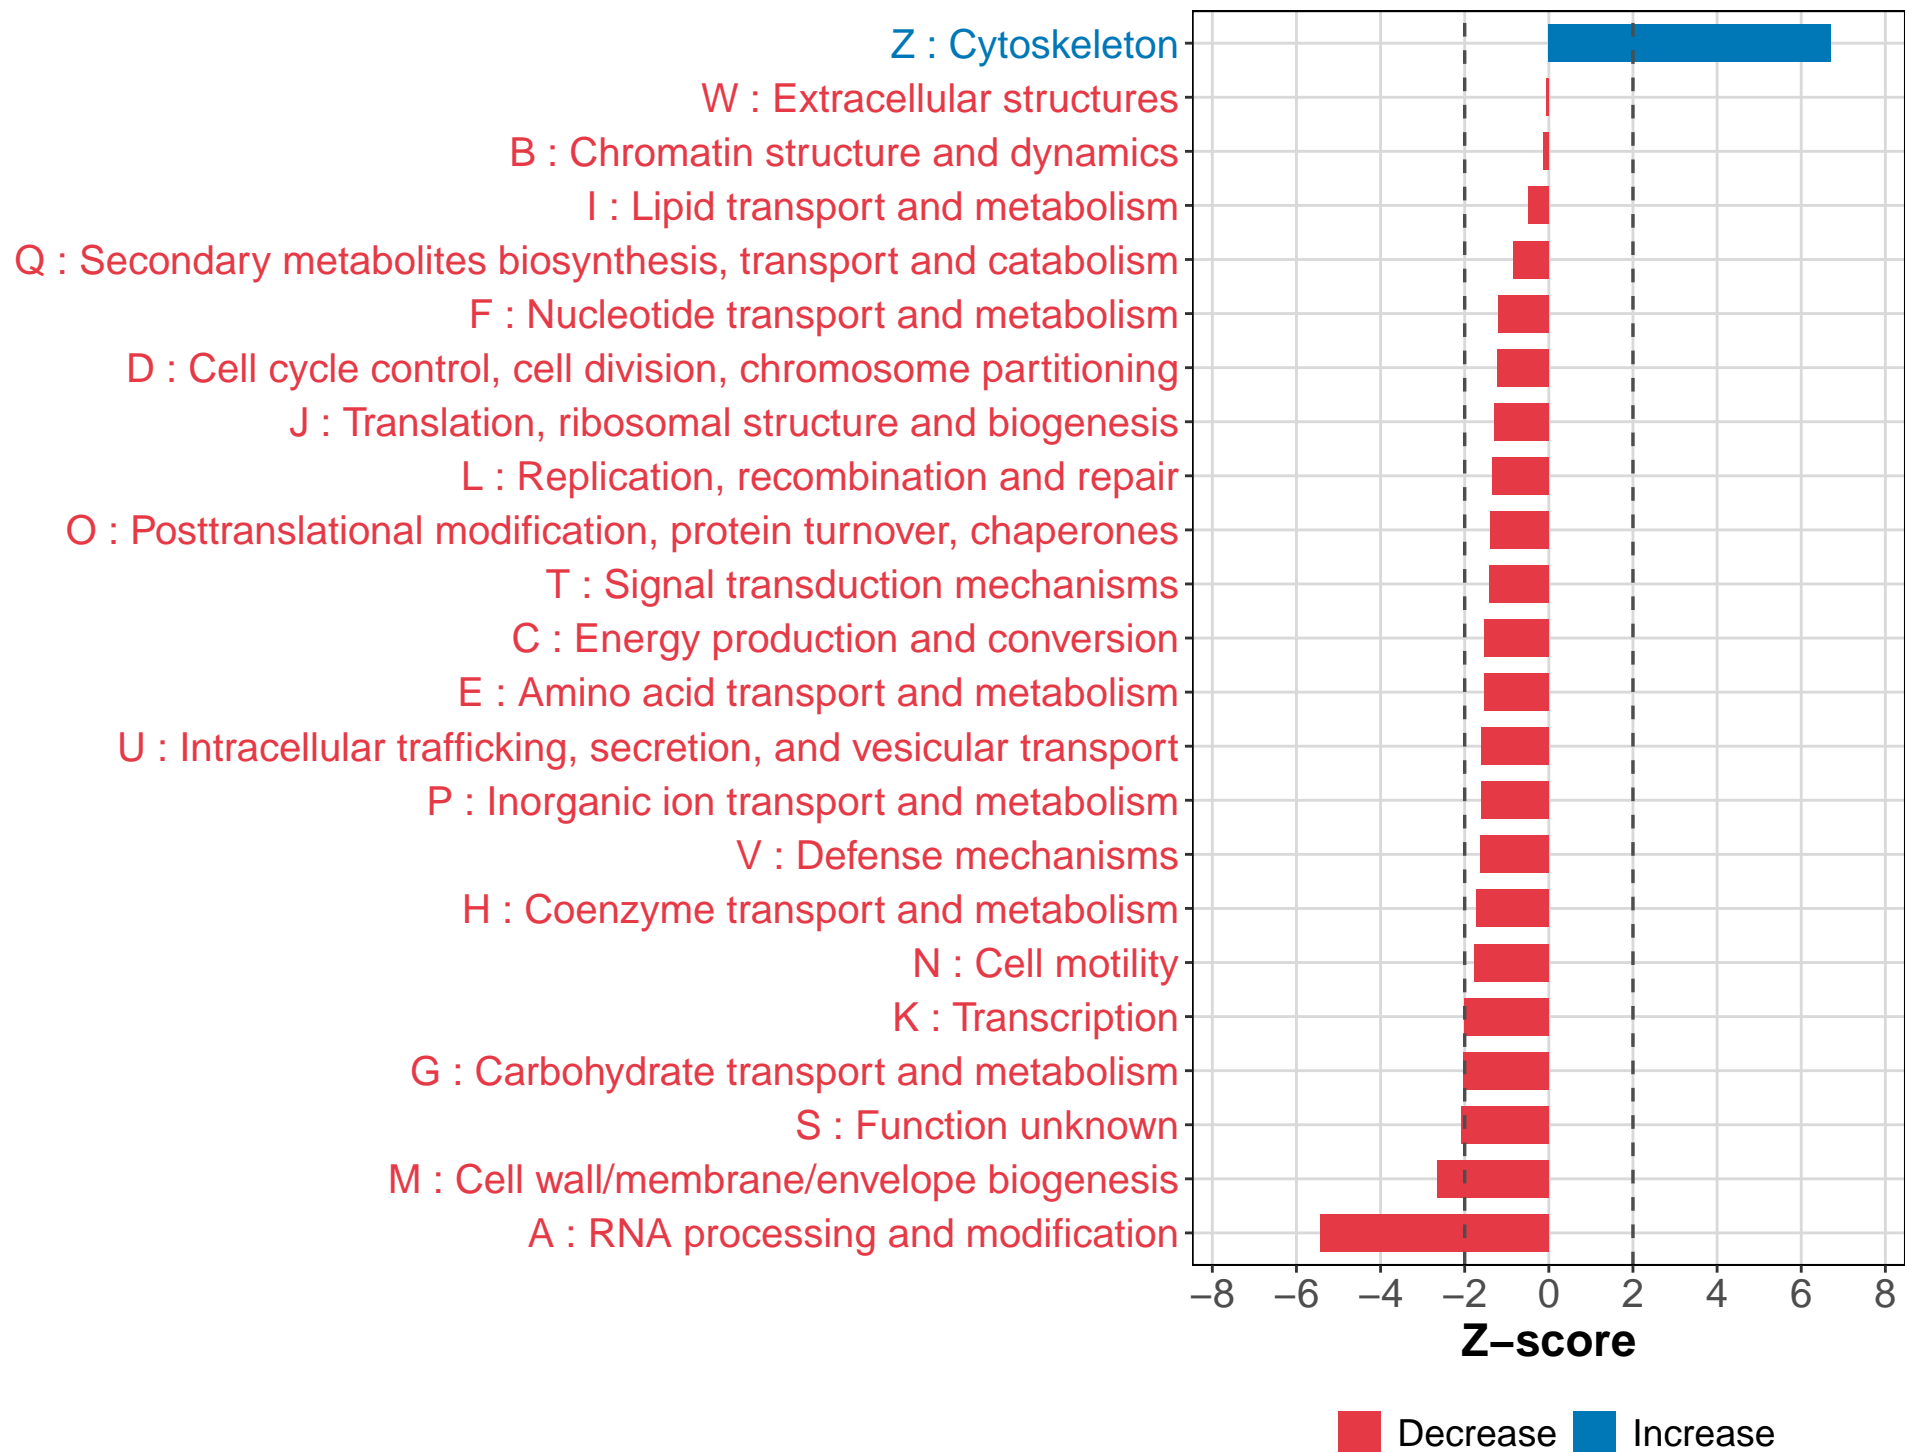 Z : Cytoskeleton
W : Extracellular structures
B : Chromatin structure and dynamics
I : Lipid transport and metabolism
Q : Secondary metabolites biosynthesis, transport and catabolism
F : Nucleotide transport and metabolism
D : Cell cycle control, cell division, chromosome partitioning
J : Translation, ribosomal structure and biogenesis
L : Replication, recombination and repair
O : Posttranslational modification, protein turnover, chaperones
T : Signal transduction mechanisms
C : Energy production and conversion
E : Amino acid transport and metabolism
U : Intracellular trafficking, secretion, and vesicular transport
P : Inorganic ion transport and metabolism
V : Defense mechanisms
H : Coenzyme transport and metabolism
N : Cell motility
K : Transcription
G : Carbohydrate transport and metabolism
S : Function unknown
M : Cell wall/membrane/envelope biogenesis
A : RNA processing and modification
−8 −6 −4 −2 0 2 4 6 8
Z−score
Decrease Increase